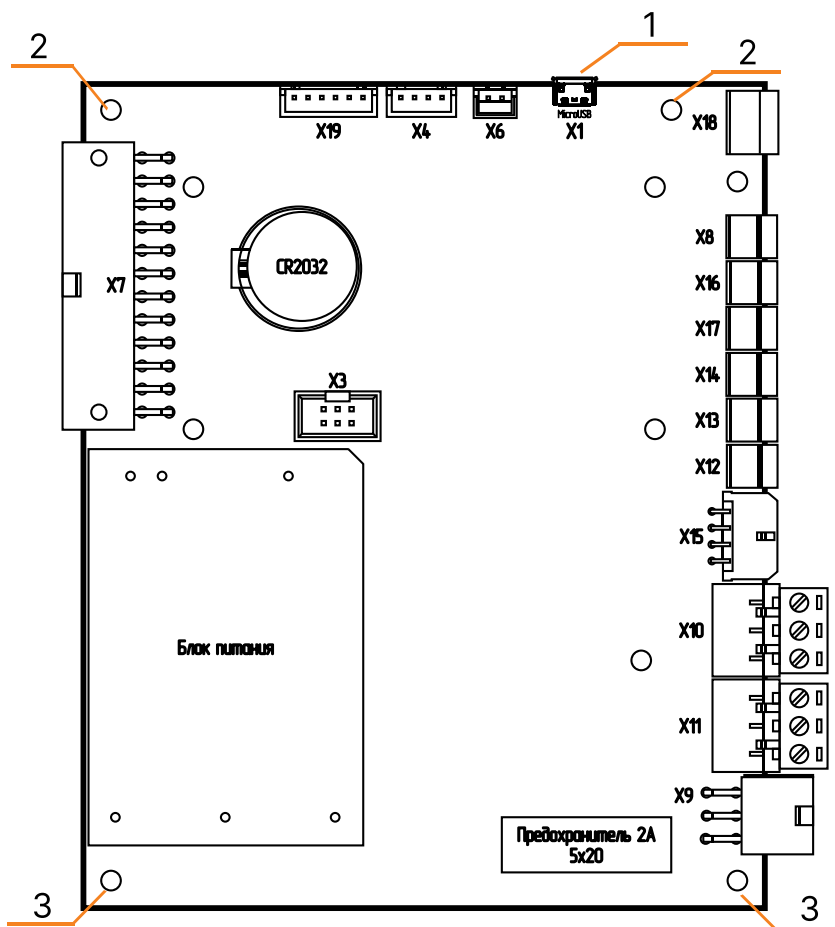 1
2
2
X19
X4
X6
MicroUSB
X1
X18
X8
CR2032
X7
X16
X17
X3
X14
X13
X12
X15
X10
Блок питания
X11
X9
Предохранитель 2А
5х20
3
3